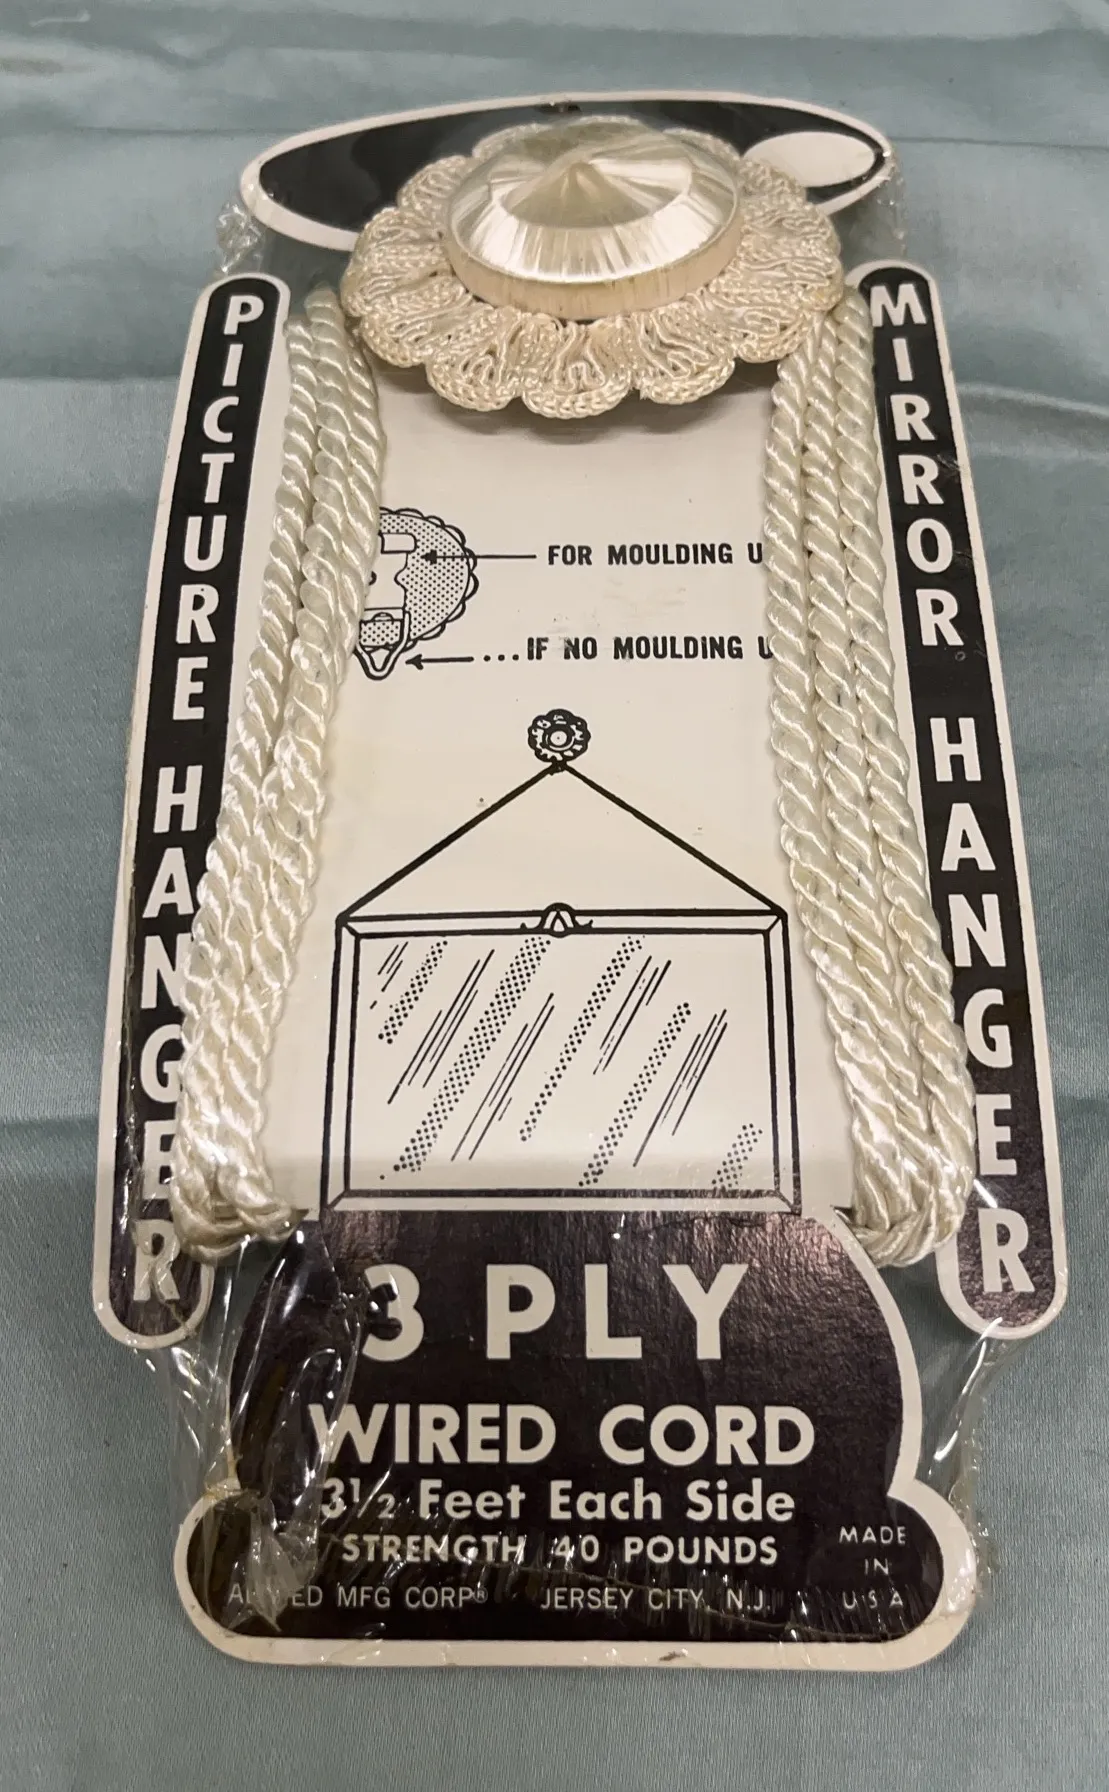 PICTURE HANGER
MIRROR HANGER
FOR MOULDING U
...IF NO MOULDING U
3 PLY
WIRED CORD
3½ Feet Each Side
STRENGTH 40 POUNDS
MFG CORP® JERSEY CITY, N.J.
MADE
IN
USA